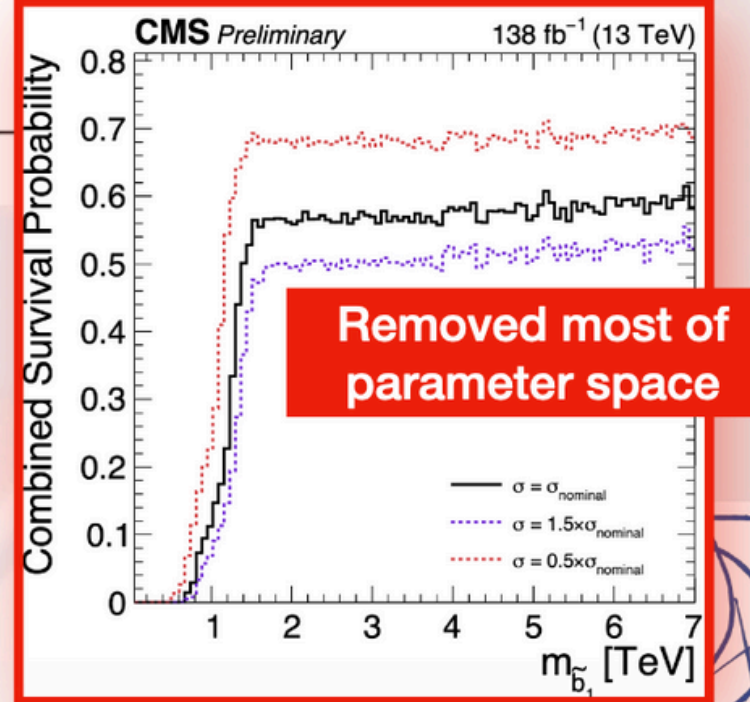 CMS Preliminary 138 fb⁻¹ (13 TeV)
Combined Survival Probability
0.8
0.7
0.6
0.5
0.4
0.3
0.2
0.1
0
Removed most of
parameter space
σ = σnominal
σ = 1.5×σnominal
σ = 0.5×σnominal
1 2 3 4 5 6 7
m b̃₁ [TeV]